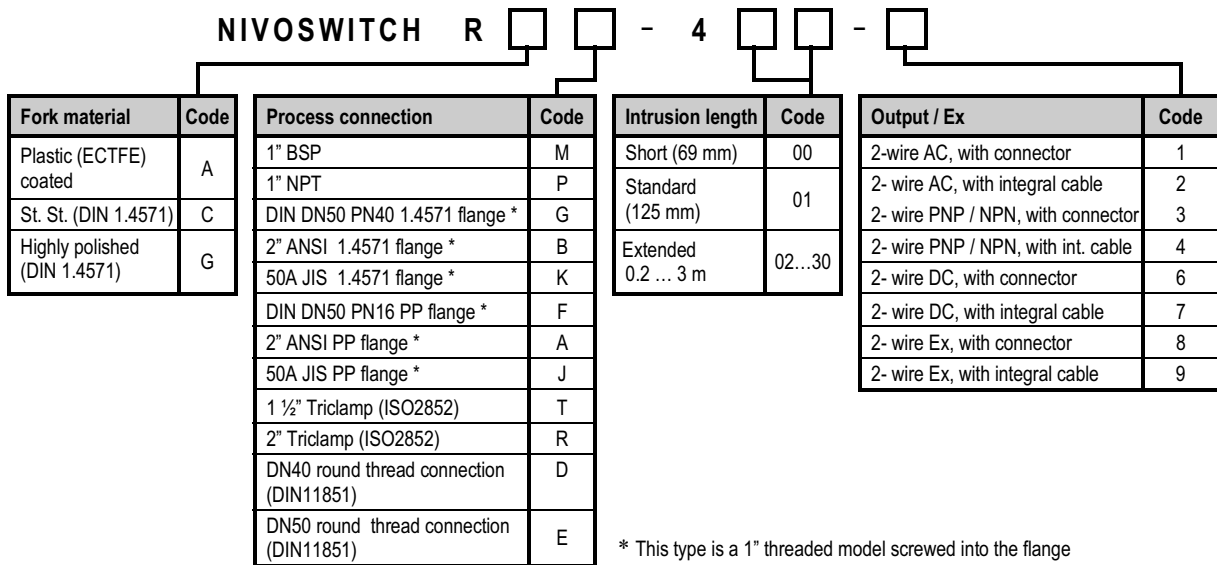 NIVOSWITCH R □ □ - 4 □ □ - □
Fork material Code
Plastic (ECTFE)
coated A
St. St. (DIN 1.4571) C
Highly polished
(DIN 1.4571) G
Process connection Code
1” BSP M
1” NPT P
DIN DN50 PN40 1.4571 flange * G
2” ANSI 1.4571 flange * B
50A JIS 1.4571 flange * K
DIN DN50 PN16 PP flange * F
2” ANSI PP flange * A
50A JIS PP flange * J
1 ½” Triclamp (ISO2852) T
2” Triclamp (ISO2852) R
DN40 round thread connection D
(DIN11851)
DN50 round thread connection
(DIN11851) E
Intrusion length Code
Short (69 mm) 00
Standard
(125 mm) 01
Extended
0.2 … 3 m 02…30
Output / Ex Code
2-wire AC, with connector 1
2- wire AC, with integral cable 2
2- wire PNP / NPN, with connector 3
2- wire PNP / NPN, with int. cable 4
2- wire DC, with connector 6
2- wire DC, with integral cable 7
2- wire Ex, with connector 8
2- wire Ex, with integral cable 9
* This type is a 1” threaded model screwed into the flange